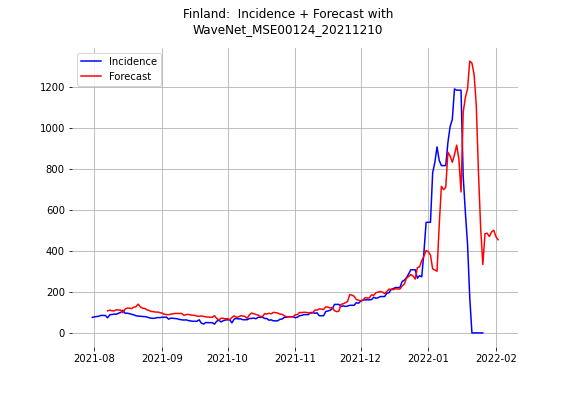 Finland:  Incidence + Forecast with
WaveNet_MSE00124_20211210
Incidence
Forecast
1200
1000
800
600
400
200
0
2021-08 2021-09 2021-10 2021-11 2021-12 2022-01 2022-02